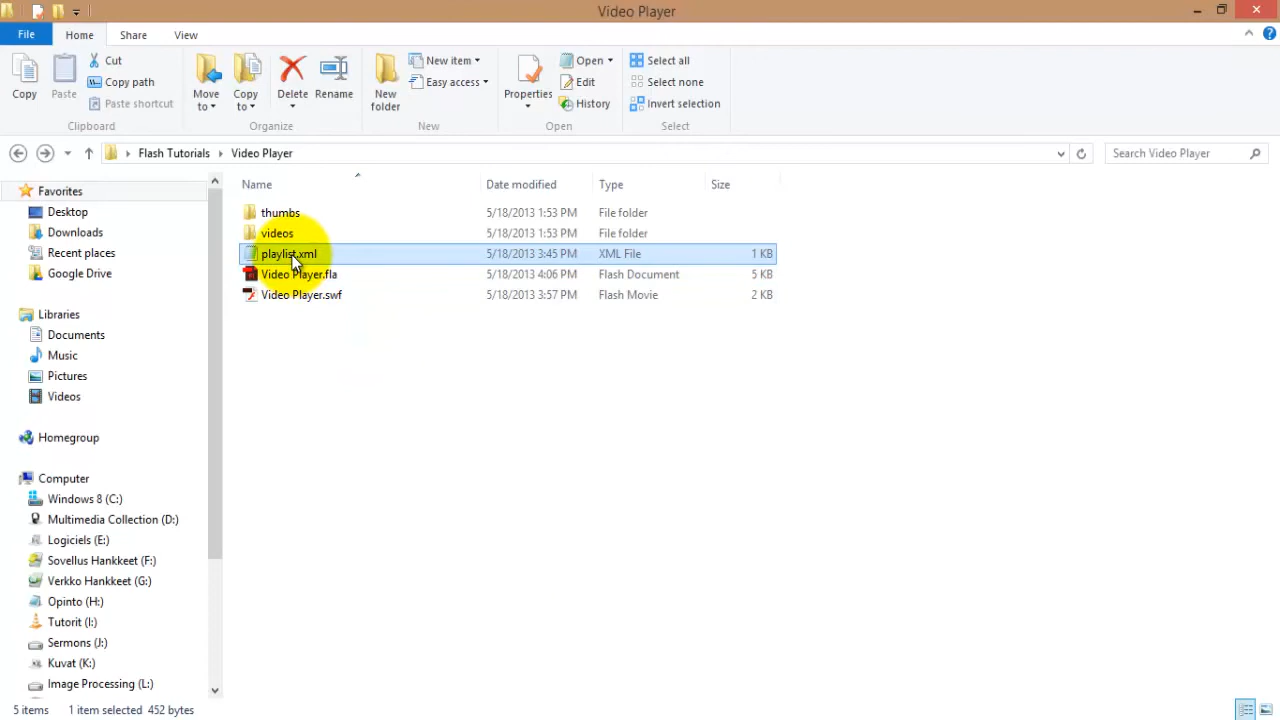 Video Player
File Home Share View
Copy Paste Cut Copy path Paste shortcut Move to Copy to Delete Rename New folder New item Easy access Properties Open Edit History Select all Select none Invert selection
Clipboard Organize New Open Select
Flash Tutorials Video Player Search Video Player
Name Date modified Type Size
thumbs 5/18/2013 1:53 PM File folder
videos 5/18/2013 1:53 PM File folder
playlist.xml 5/18/2013 3:45 PM XML File 1 KB
Video Player.fla 5/18/2013 4:06 PM Flash Document 5 KB
Video Player.swf 5/18/2013 3:57 PM Flash Movie 2 KB
Favorites
Desktop
Downloads
Recent places
Google Drive
Libraries
Documents
Music
Pictures
Videos
Homegroup
Computer
Windows 8 (C:)
Multimedia Collection (D:)
Logiciels (E:)
Sovellus Hankkeet (F:)
Verkko Hankkeet (G:)
Opinto (H:)
Tutorit (I:)
Sermons (J:)
Kuvat (K:)
Image Processing (L:)
5 items 1 item selected 452 bytes